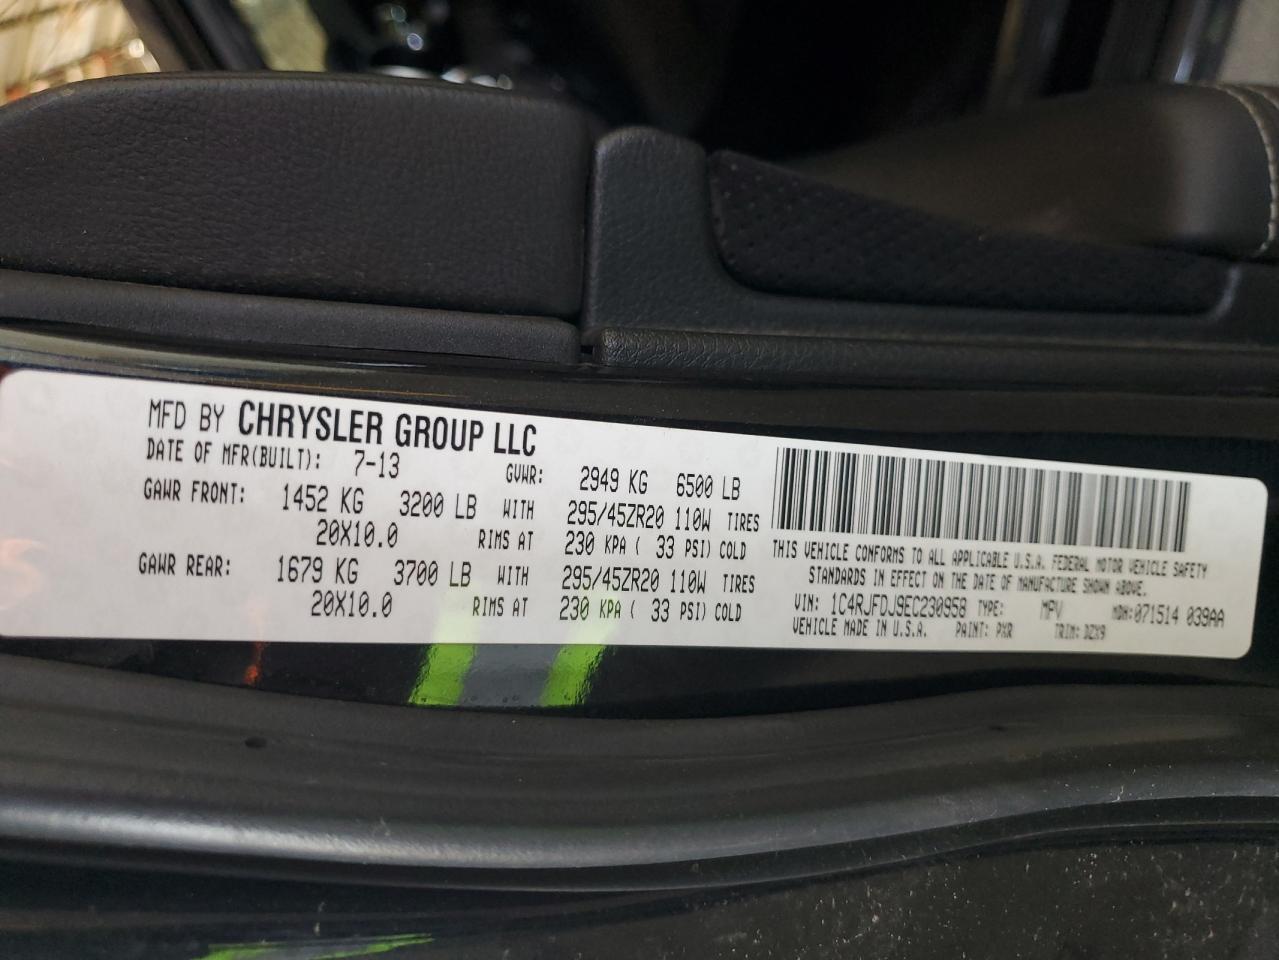 MFD BY CHRYSLER GROUP LLC
DATE OF MFR(BUILT): 7-13 GVWR: 2949 KG 6500 LB
GAWR FRONT: 1452 KG 3200 LB WITH 295/45ZR20 110W TIRES
20X10.0 RIMS AT 230 KPA ( 33 PSI) COLD
GAWR REAR: 1679 KG 3700 LB WITH 295/45ZR20 110W TIRES
20X10.0 RIMS AT 230 KPA ( 33 PSI) COLD
THIS VEHICLE CONFORMS TO ALL APPLICABLE U.S.A. FEDERAL MOTOR VEHICLE SAFETY
STANDARDS IN EFFECT ON THE DATE OF MANUFACTURE SHOWN ABOVE.
VIN: 1C4RJFDJ9EC230958 TYPE: MPV MDH:071514 039AA
VEHICLE MADE IN U.S.A. PAINT: PXR TRIM: DZX9